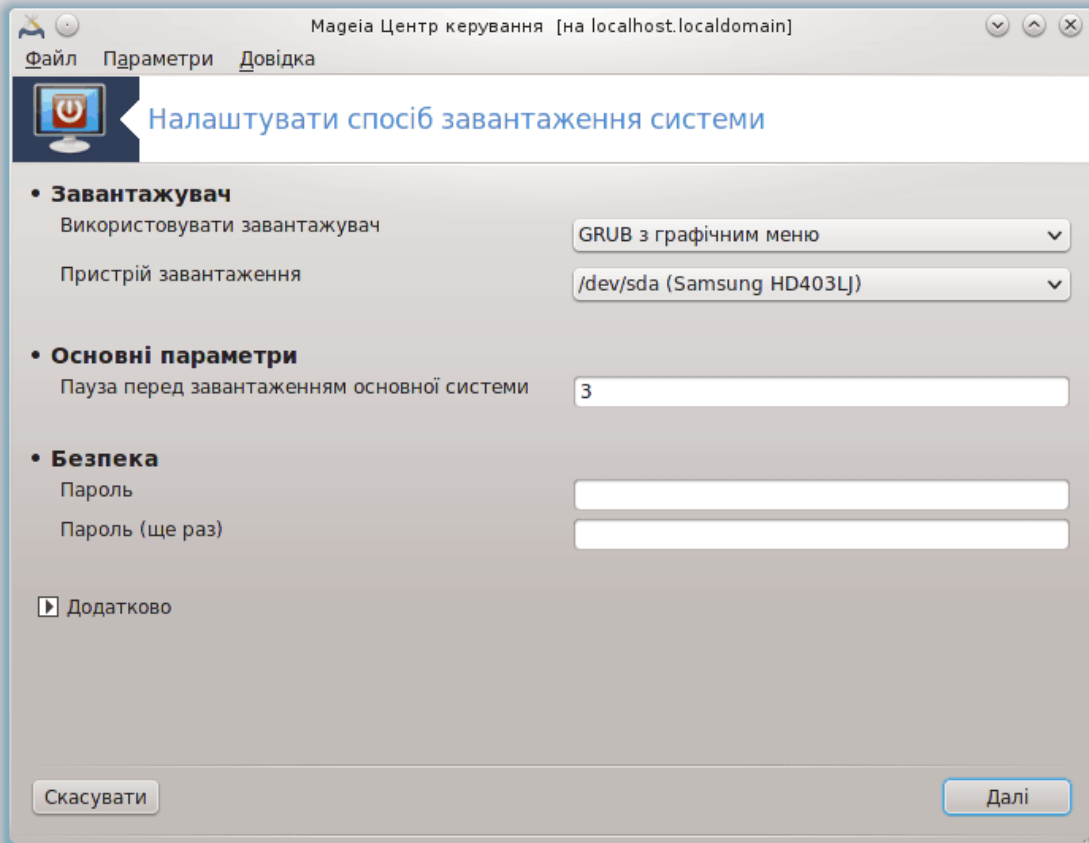 Mageia Центр керування [на localhost.localdomain]
Файл Параметри Довідка
Налаштувати спосіб завантаження системи
• Завантажувач
Використовувати завантажувач GRUB з графічним меню
Пристрій завантаження /dev/sda (Samsung HD403LJ)
• Основні параметри
Пауза перед завантаженням основної системи 3
• Безпека
Пароль
Пароль (ще раз)
Додатково
Скасувати Далі